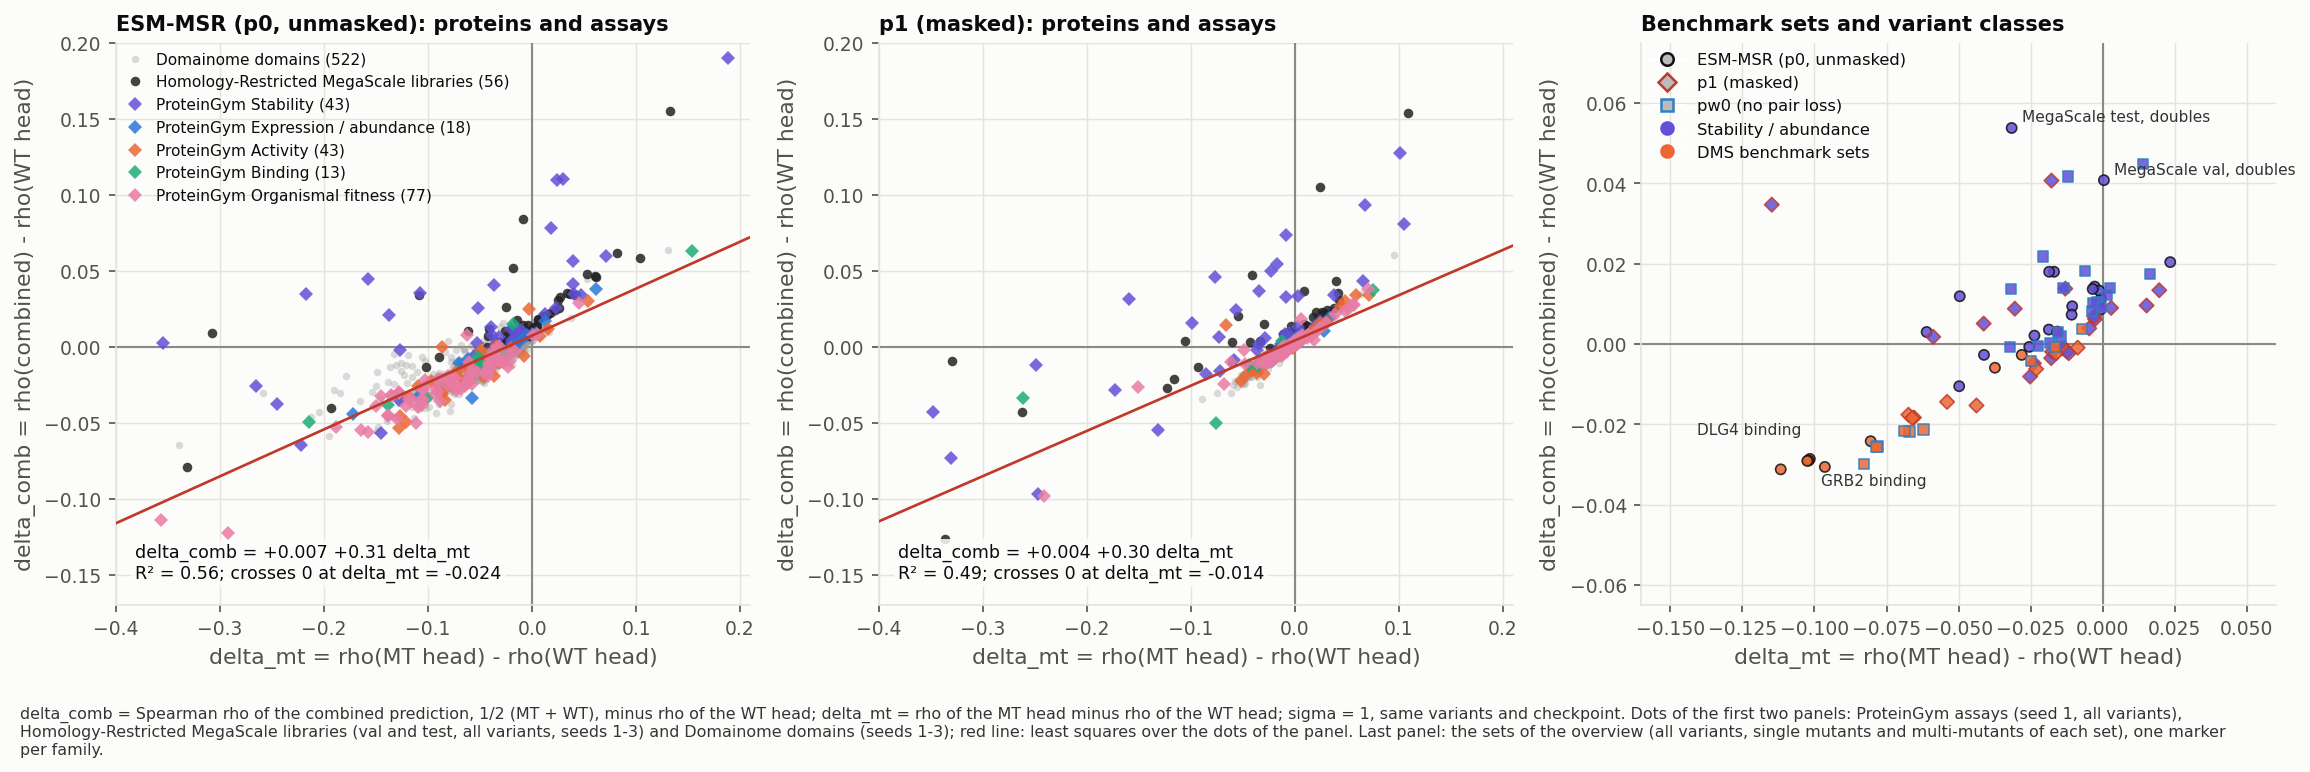 ESM-MSR (p0, unmasked): proteins and assays
delta_comb = rho(combined) - rho(WT head)
0.20
0.15
0.10
0.05
0.00
−0.05
−0.10
−0.15
Domainome domains (522)
Homology-Restricted MegaScale libraries (56)
ProteinGym Stability (43)
ProteinGym Expression / abundance (18)
ProteinGym Activity (43)
ProteinGym Binding (13)
ProteinGym Organismal fitness (77)
delta_comb = +0.007 +0.31 delta_mt
R² = 0.56; crosses 0 at delta_mt = -0.024
−0.4 −0.3 −0.2 −0.1 0.0 0.1 0.2
delta_mt = rho(MT head) - rho(WT head)
p1 (masked): proteins and assays
delta_comb = rho(combined) - rho(WT head)
0.20
0.15
0.10
0.05
0.00
−0.05
−0.10
−0.15
delta_comb = +0.004 +0.30 delta_mt
R² = 0.49; crosses 0 at delta_mt = -0.014
−0.4 −0.3 −0.2 −0.1 0.0 0.1 0.2
delta_mt = rho(MT head) - rho(WT head)
Benchmark sets and variant classes
delta_comb = rho(combined) - rho(WT head)
0.06
0.04
0.02
0.00
−0.02
−0.04
−0.06
ESM-MSR (p0, unmasked)
p1 (masked)
pw0 (no pair loss)
Stability / abundance
DMS benchmark sets
MegaScale test, doubles
MegaScale val, doubles
DLG4 binding
GRB2 binding
−0.150 −0.125 −0.100 −0.075 −0.050 −0.025 0.000 0.025 0.050
delta_mt = rho(MT head) - rho(WT head)
delta_comb = Spearman rho of the combined prediction, 1/2 (MT + WT), minus rho of the WT head; delta_mt = rho of the MT head minus rho of the WT head; sigma = 1, same variants and checkpoint. Dots of the first two panels: ProteinGym assays (seed 1, all variants),
Homology-Restricted MegaScale libraries (val and test, all variants, seeds 1-3) and Domainome domains (seeds 1-3); red line: least squares over the dots of the panel. Last panel: the sets of the overview (all variants, single mutants and multi-mutants of each set), one marker
per family.